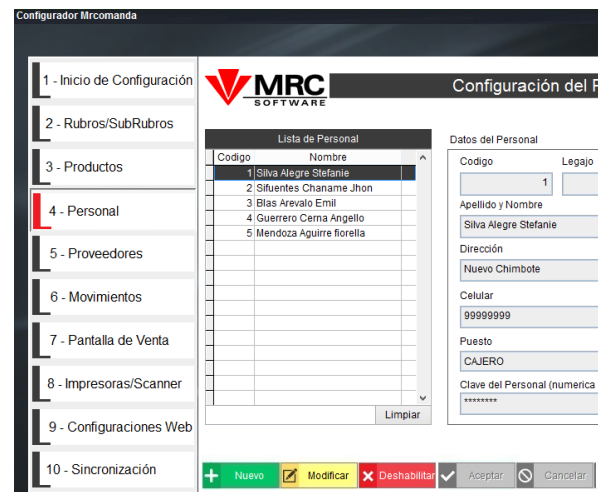 Configurador Mrcomanda
1 - Inicio de Configuración
2 - Rubros/SubRubros
3 - Productos
4 - Personal
5 - Proveedores
6 - Movimientos
7 - Pantalla de Venta
8 - Impresoras/Scanner
9 - Configuraciones Web
10 - Sincronización
MRC
SOFTWARE
Configuración del P
Lista de Personal
Codigo Nombre
1 Silva Alegre Stefanie
2 Sifuentes Chaname Jhon
3 Blas Arevalo Emil
4 Guerrero Cerna Angello
5 Mendoza Aguirre fiorella
Limpiar
Datos del Personal
Codigo Legajo
1
Apellido y Nombre
Silva Alegre Stefanie
Dirección
Nuevo Chimbote
Celular
99999999
Puesto
CAJERO
Clave del Personal (numerica
********
Nuevo Modificar Deshabilitar Aceptar Cancelar